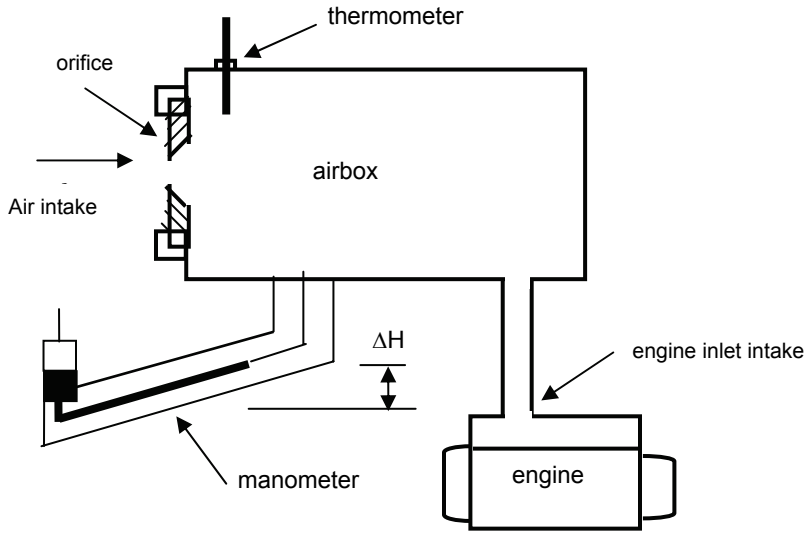 thermometer
orifice
airbox
Air intake
ΔH
engine inlet intake
manometer
engine